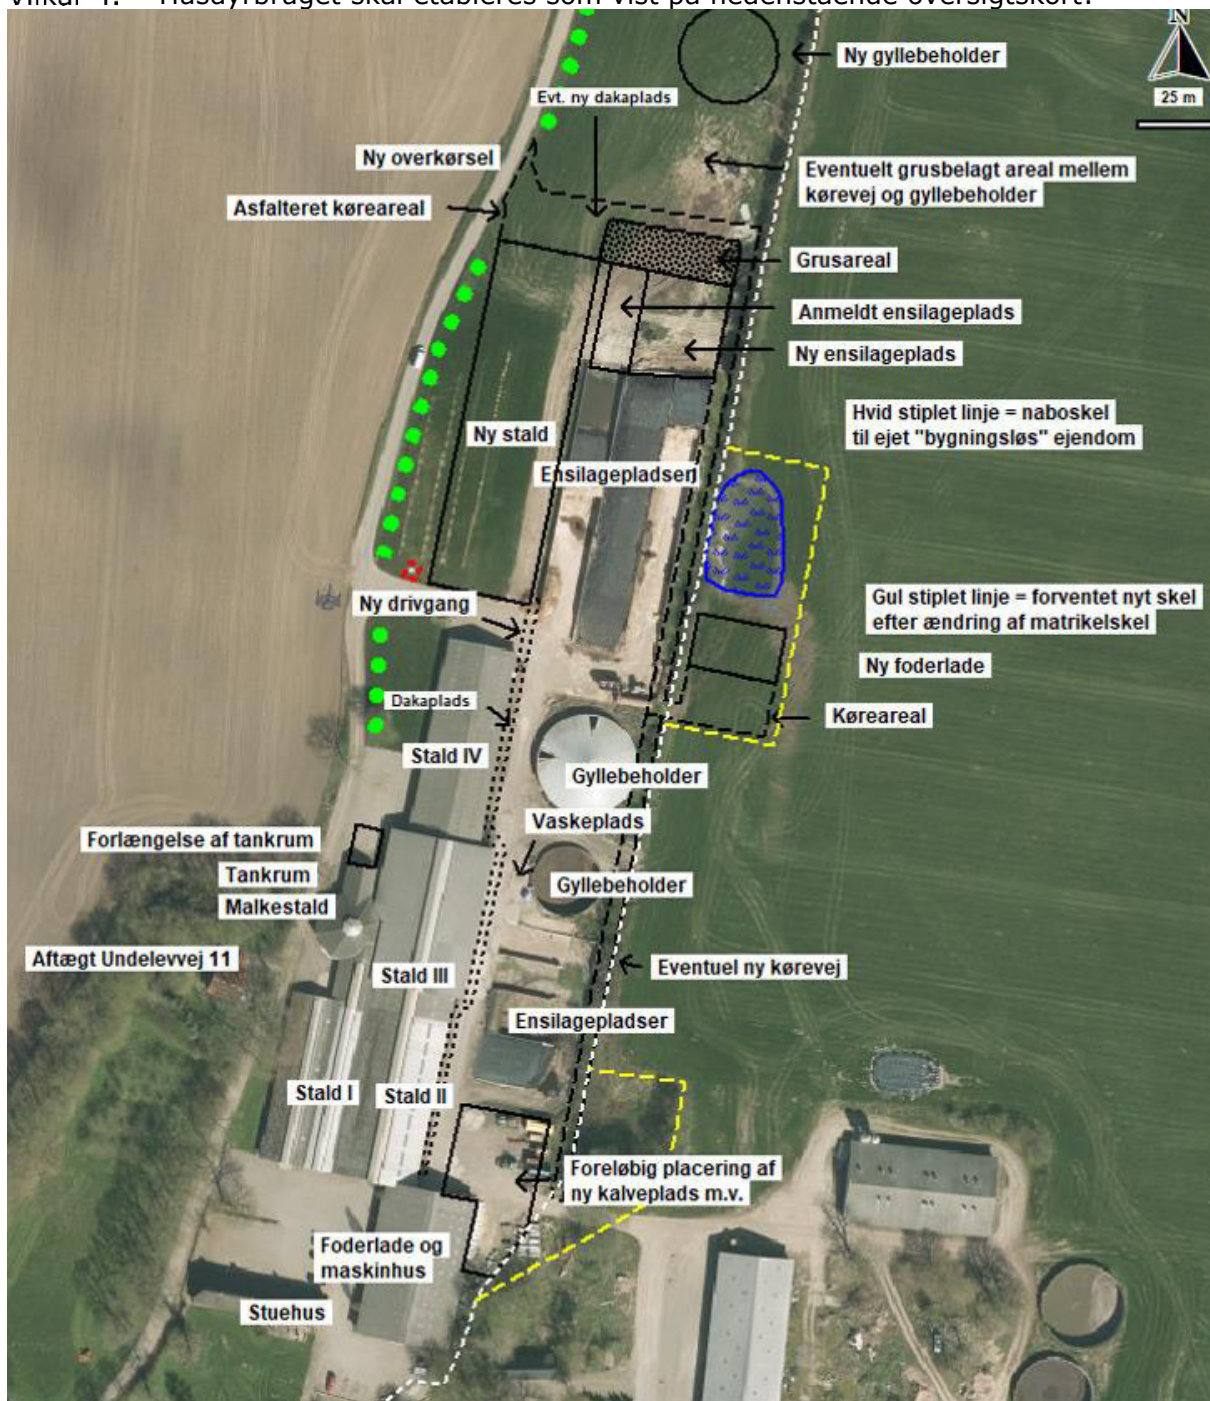 Vilkår 4. Husdyrbruget skal etableres som vist på nedenstående oversigtskort:
N
Ny gyllebeholder
25 m
Evt. ny dakaplads
Ny overkørsel
Eventuelt grusbelagt areal mellem
kørevej og gyllebeholder
Asfalteret køreareal
Grusareal
Anmeldt ensilageplads
Ny ensilageplads
Hvid stiplet linje = naboskel
til ejet "bygningsløs" ejendom
Ny stald
Ensilagepladser
Ny drivgang
Gul stiplet linje = forventet nyt skel
efter ændring af matrikelskel
Ny foderlade
Dakaplads
Køreareal
Stald IV
Gyllebeholder
Vaskeplads
Forlængelse af tankrum
Tankrum
Gyllebeholder
Malkestald
Aftægt Undelevvej 11
Stald III
Eventuel ny kørevej
Ensilagepladser
Stald I
Stald II
Foreløbig placering af
ny kalveplads m.v.
Foderlade og
maskinhus
Stuehus